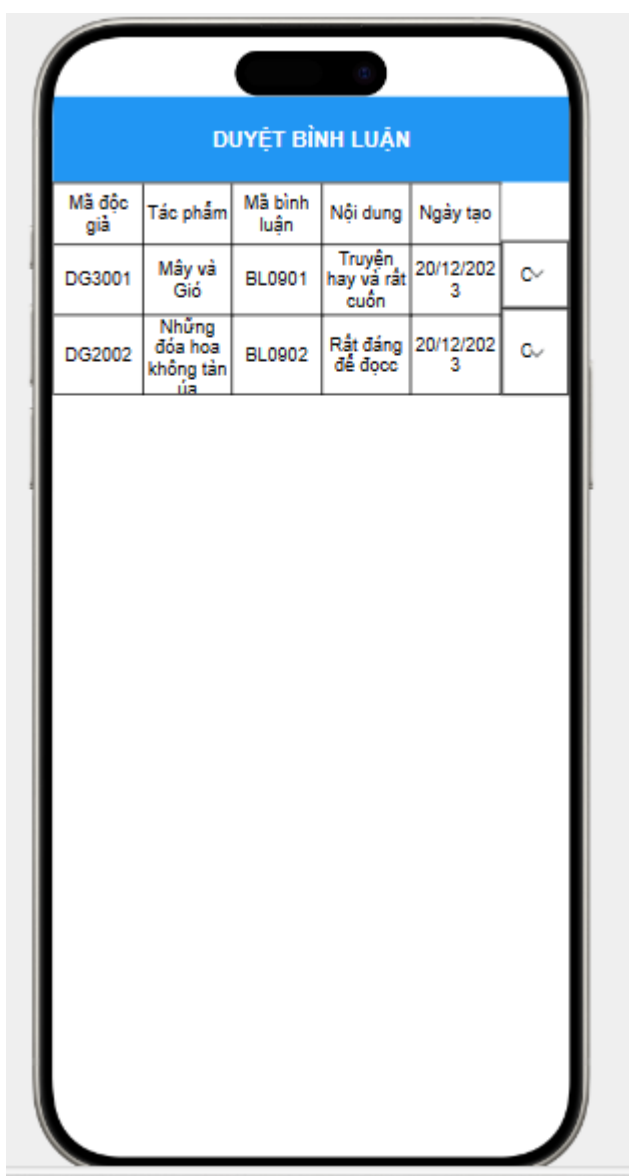 DUYỆT BÌNH LUẬN
Mã độc
giả
Tác phẩm
Mã bình
luận
Nội dung
Ngày tạo
DG3001
Mây và
Gió
BL0901
Truyện
hay và rất
cuốn
20/12/202
3
C
DG2002
Những
đóa hoa
không tàn
úa
BL0902
Rất đáng
để đọcc
20/12/202
3
C